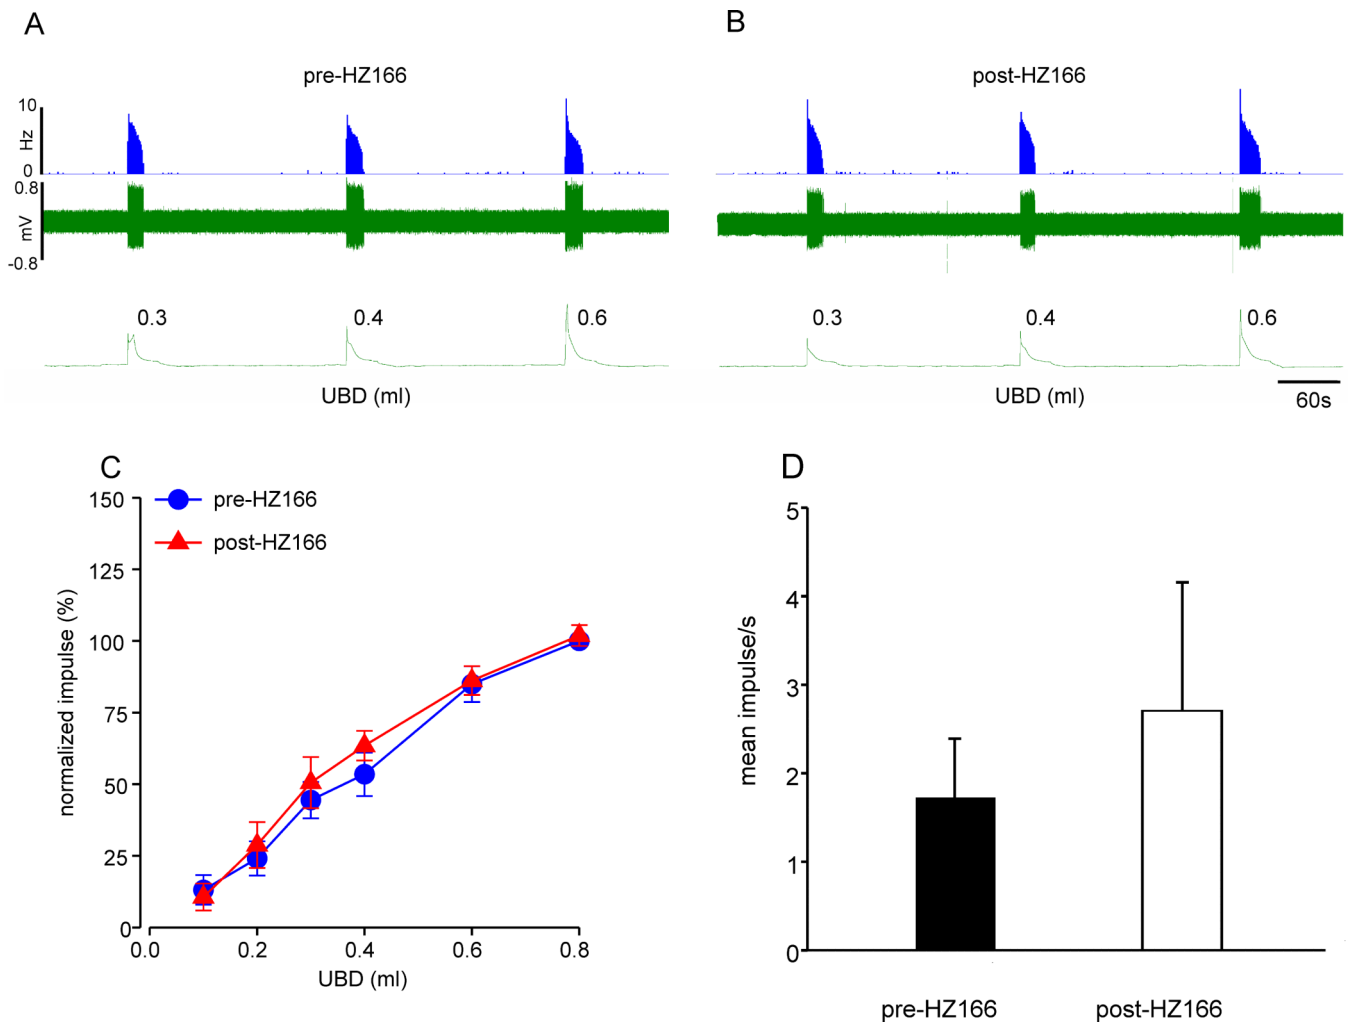 A
B
pre-HZ166
post-HZ166
10
Hz
0
0.8
mV
-0.8
0.3
0.4
0.6
0.3
0.4
0.6
UBD (ml)
UBD (ml)
60s
C
D
150
125
100
75
50
25
0
normalized impulse (%)
pre-HZ166
post-HZ166
0.0
0.2
0.4
0.6
0.8
UBD (ml)
5
4
3
2
1
0
mean impulse/s
pre-HZ166
post-HZ166